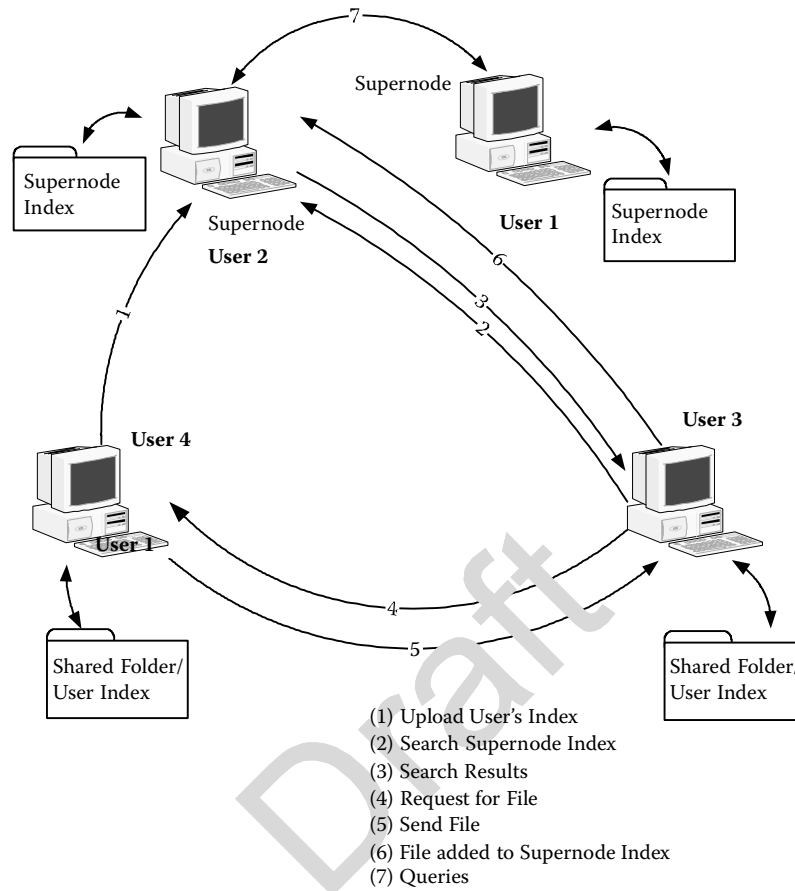 7
Supernode
Supernode
Index
Supernode
User 2
User 1
Supernode
Index
6
3
2
1
User 4
User 3
User 1
4
5
Shared Folder/
User Index
Shared Folder/
User Index
Draft
(1) Upload User's Index
(2) Search Supernode Index
(3) Search Results
(4) Request for File
(5) Send File
(6) File added to Supernode Index
(7) Queries